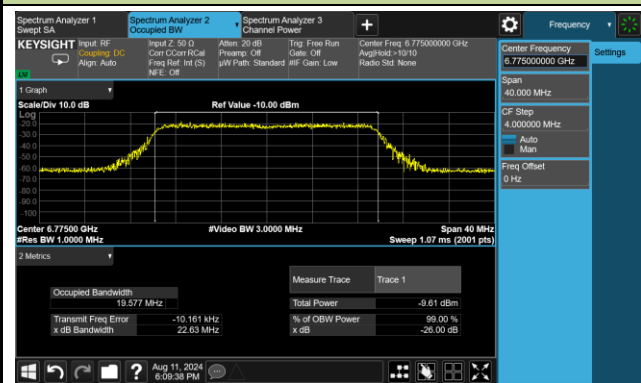 Spectrum Analyzer 1
Swept SA
Spectrum Analyzer 2
Occupied BW
Spectrum Analyzer 3
Channel Power
+
Frequency
KEYSIGHT
Input: RF
Coupling: DC
Align: Auto
Input Z: 50 Ω
Corr CCorr RCal
Freq Ref: Int (S)
NFE: Off
Atten: 20 dB
Preamp: Off
µW Path: Standard
Trig: Free Run
Gate: Off
#IF Gain: Low
Center Freq: 6.775000000 GHz
Avg|Hold:>10/10
Radio Std: None
1 Graph
Scale/Div 10.0 dB
Ref Value -10.00 dBm
Log
-20.0
-30.0
-40.0
-50.0
-60.0
-70.0
-80.0
-90.0
-100
Center 6.77500 GHz
#Video BW 3.0000 MHz
Span 40 MHz
#Res BW 1.0000 MHz
Sweep 1.07 ms (2001 pts)
2 Metrics
Measure Trace
Trace 1
Occupied Bandwidth
19.577 MHz
Total Power
-9.61 dBm
Transmit Freq Error
-10.161 kHz
% of OBW Power
99.00 %
x dB Bandwidth
22.63 MHz
x dB
-26.00 dB
Center Frequency
6.775000000 GHz
Settings
Span
40.000 MHz
CF Step
4.000000 MHz
Auto
Man
Freq Offset
0 Hz
?
Aug 11, 2024
6:09:38 PM